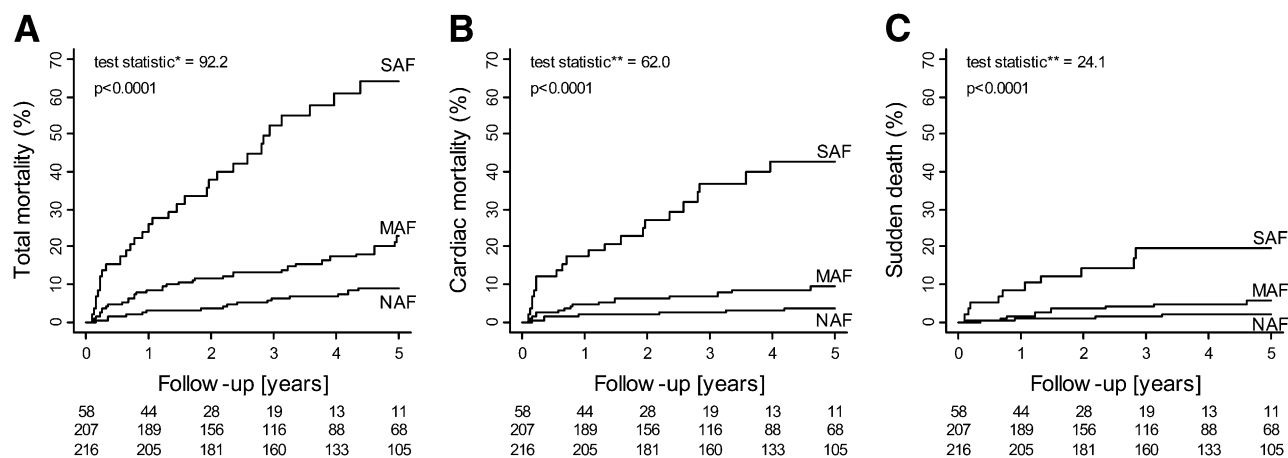 A
Total mortality (%)
70
60
50
40
30
20
10
0
test statistic* = 92.2
p<0.0001
SAF
MAF
NAF
0 1 2 3 4 5
Follow -up [years]
58 44 28 19 13 11
207 189 156 116 88 68
216 205 181 160 133 105
B
Cardiac mortality (%)
70
60
50
40
30
20
10
0
test statistic** = 62.0
p<0.0001
SAF
MAF
NAF
0 1 2 3 4 5
Follow -up [years]
58 44 28 19 13 11
207 189 156 116 88 68
216 205 181 160 133 105
C
Sudden death (%)
70
60
50
40
30
20
10
0
test statistic** = 24.1
p<0.0001
SAF
MAF
NAF
0 1 2 3 4 5
Follow -up [years]
58 44 28 19 13 11
207 189 156 116 88 68
216 205 181 160 133 105